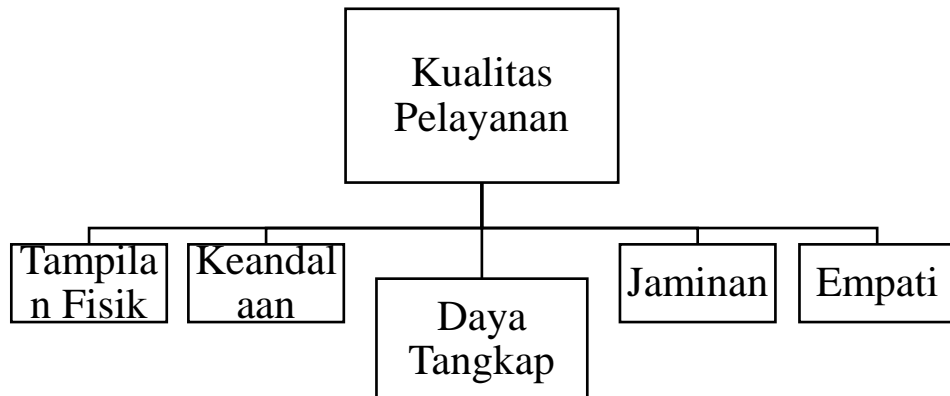 Kualitas
Pelayanan
Tampila
n Fisik
Keandal
aan
Daya
Tangkap
Jaminan
Empati